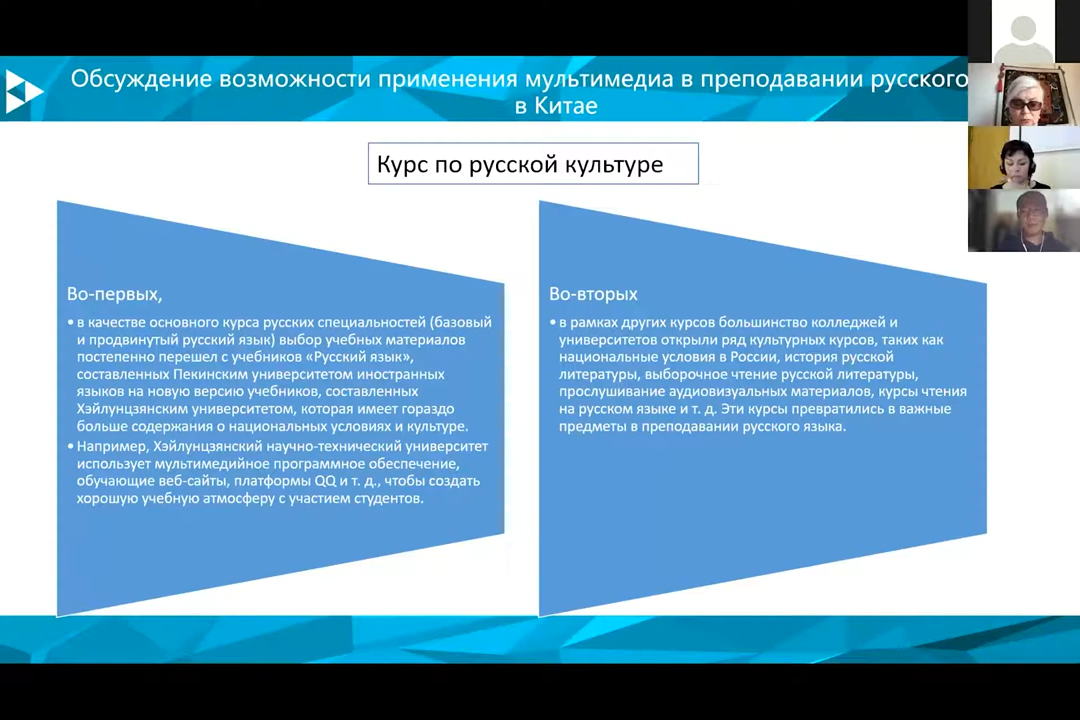 Обсуждение возможности применения мультимедиа в преподавании русского
в Китае
Курс по русской культуре
Во-первых,
• в качестве основного курса русских специальностей (базовый
и продвинутый русский язык) выбор учебных материалов
постепенно перешел с учебников «Русский язык»,
составленных Пекинским университетом иностранных
языков на новую версию учебников, составленных
Хэйлунцзянским университетом, которая имеет гораздо
больше содержания о национальных условиях и культуре.
• Например, Хэйлунцзянский научно-технический университет
использует мультимедийное программное обеспечение,
обучающие веб-сайты, платформы QQ и т. д., чтобы создать
хорошую учебную атмосферу с участием студентов.
Во-вторых
• в рамках других курсов большинство колледжей и
университетов открыли ряд культурных курсов, таких как
национальные условия в России, история русской
литературы, выборочное чтение русской литературы,
прослушивание аудиовизуальных материалов, курсы чтения
на русском языке и т. д. Эти курсы превратились в важные
предметы в преподавании русского языка.